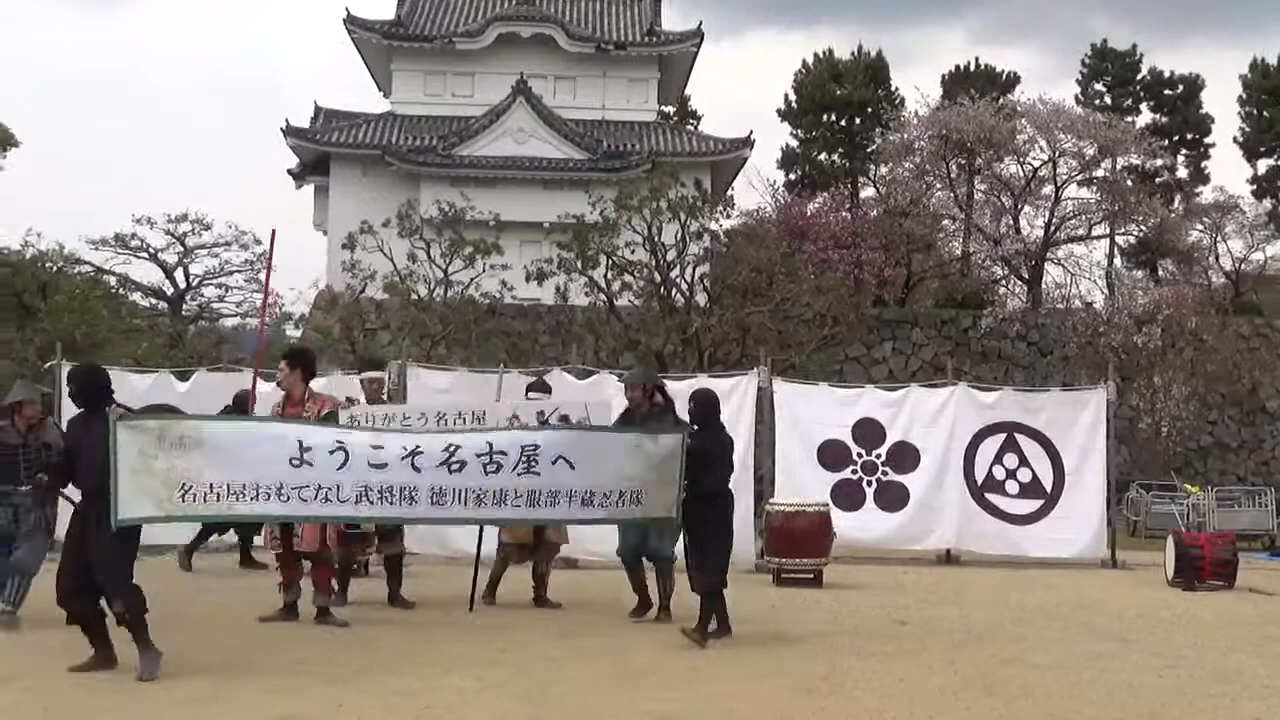 ありがとう名古屋
ようこそ名古屋へ
名古屋おもてなし武将隊 徳川家康と服部半蔵忍者隊